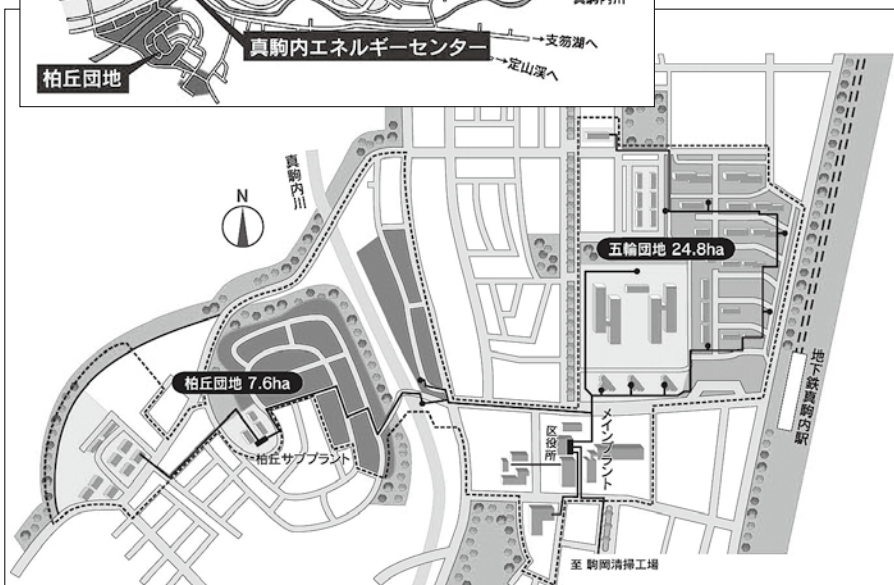 真駒内川
真駒内エネルギーセンター
→支笏湖へ
→定山渓へ
柏丘団地
N
真駒内川
五輪団地 24.8ha
柏丘団地 7.6ha
柏丘サブプラント
区役所
メインプラント
地下鉄真駒内駅
至 駒岡清掃工場